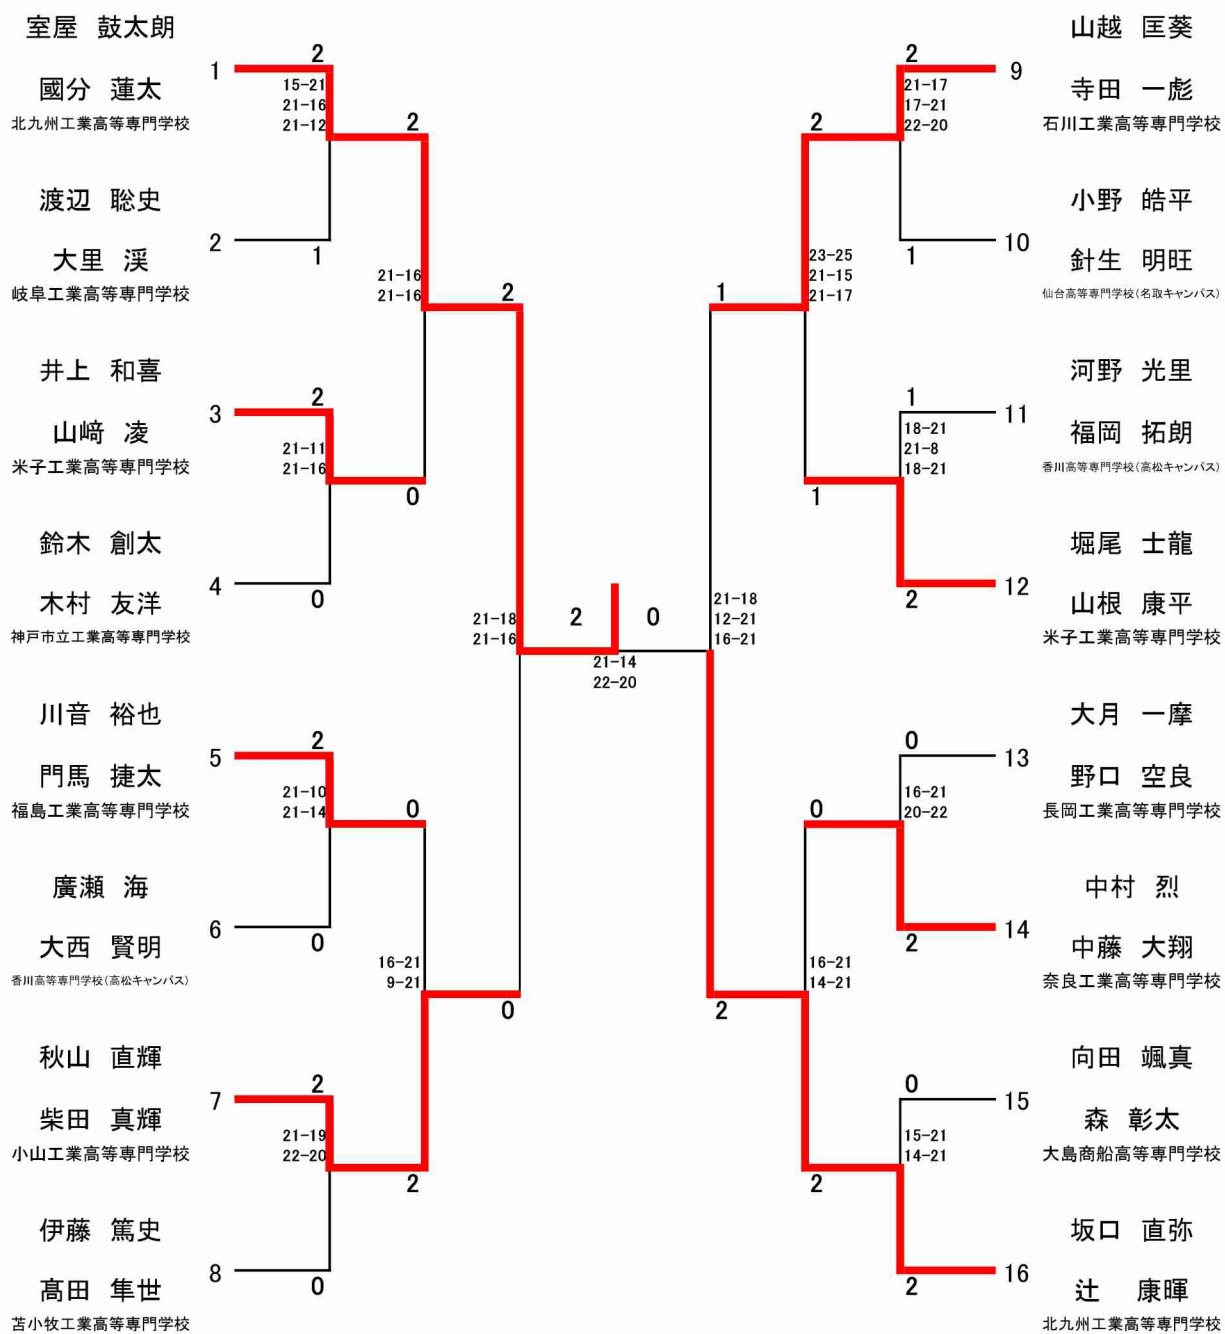 室屋 鼓太朗
1
國分 蓮太
北九州工業高等専門学校
2
15-21
21-16
21-12
渡辺 聡史
2
大里 渓
岐阜工業高等専門学校
1
2
井上 和喜
3
山﨑 凌
米子工業高等専門学校
2
21-11
21-16
鈴木 創太
4
木村 友洋
神戸市立工業高等専門学校
0
0
21-16
21-16
2
川音 裕也
5
門馬 捷太
福島工業高等専門学校
2
21-10
21-14
廣瀬 海
6
大西 賢明
香川高等専門学校(高松キャンパス)
0
0
秋山 直輝
7
柴田 真輝
小山工業高等専門学校
2
21-19
22-20
伊藤 篤史
8
髙田 隼世
苫小牧工業高等専門学校
0
2
16-21
9-21
0
21-18
21-16
2
0
21-14
22-20
山越 匡葵
9
寺田 一彪
石川工業高等専門学校
2
21-17
17-21
22-20
小野 皓平
10
針生 明旺
仙台高等専門学校(名取キャンパス)
1
2
河野 光里
11
福岡 拓朗
香川高等専門学校(高松キャンパス)
1
18-21
21-8
18-21
堀尾 士龍
12
山根 康平
米子工業高等専門学校
2
1
23-25
21-15
21-17
1
大月 一摩
13
野口 空良
長岡工業高等専門学校
0
16-21
20-22
中村 烈
14
中藤 大翔
奈良工業高等専門学校
2
0
向田 颯真
15
森 彰太
大島商船高等専門学校
0
15-21
14-21
坂口 直弥
16
辻 康暉
北九州工業高等専門学校
2
2
16-21
14-21
2
21-18
12-21
16-21